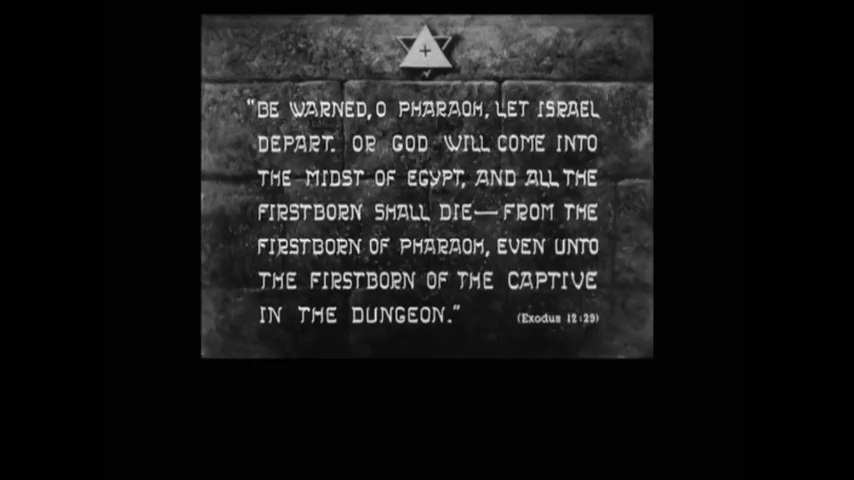 "BE WARNED, O PHARAOH, LET ISRAEL
DEPART. OR GOD WILL COME INTO
THE MIDST OF EGYPT, AND ALL THE
FIRSTBORN SHALL DIE—FROM THE
FIRSTBORN OF PHARAOH, EVEN UNTO
THE FIRSTBORN OF THE CAPTIVE
IN THE DUNGEON."
(Exodus 12:29)